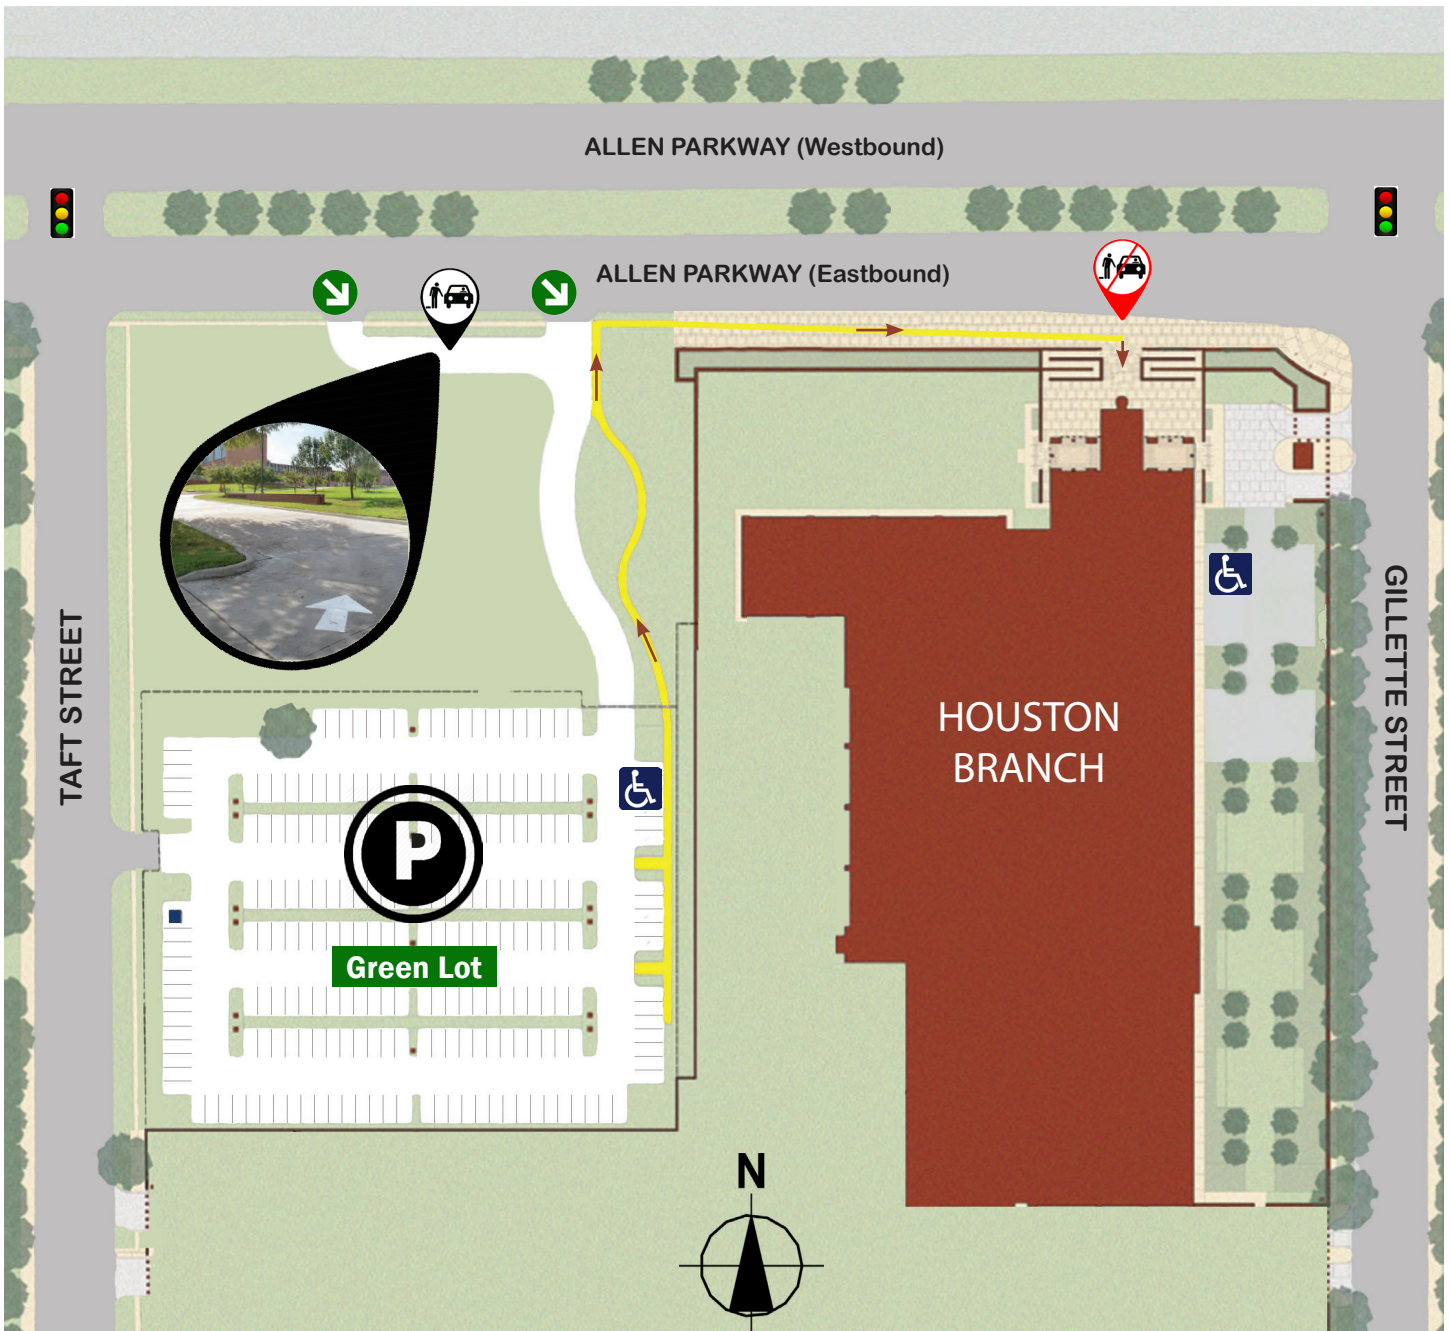 ALLEN PARKWAY (Westbound)
ALLEN PARKWAY (Eastbound)
TAFT STREET
GILLETTE STREET
HOUSTON
BRANCH
P
Green Lot
N